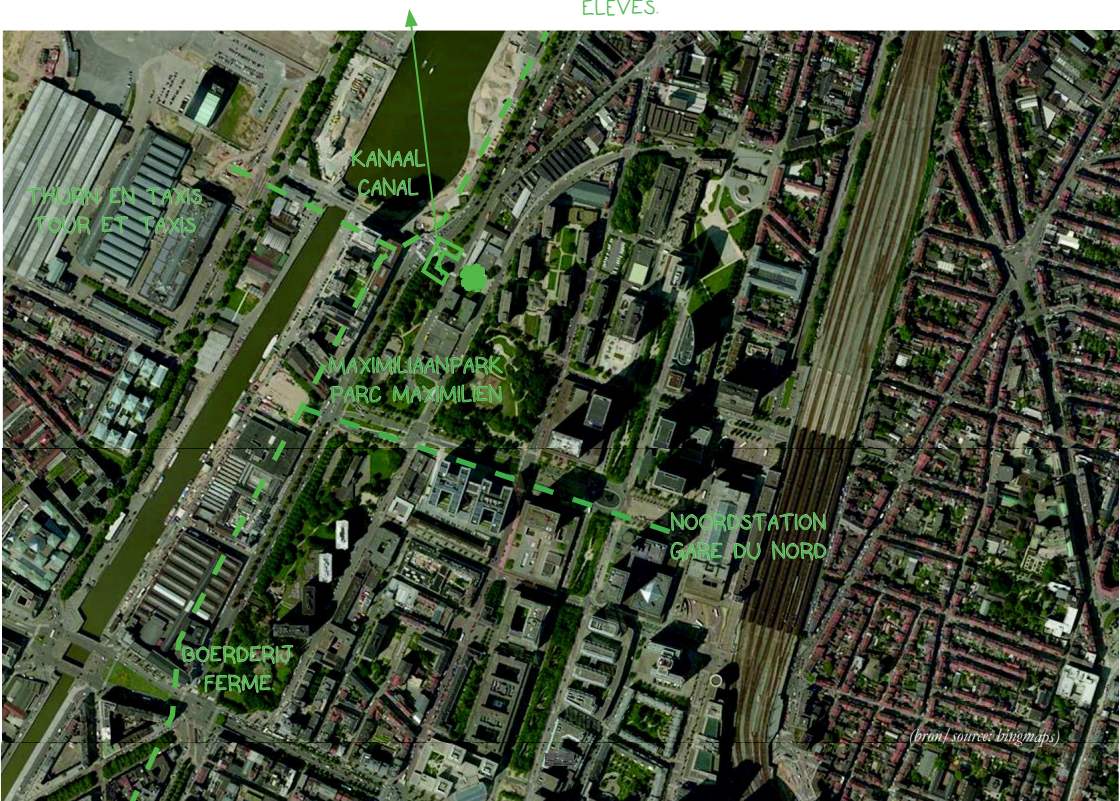 ELEVES.
KANAAL
CANAL
THURN EN TAXIS
TOUR ET TAXIS
MAXIMILIAANPARK
PARC MAXIMILIEN
NOORDSTATION
GARE DU NORD
BOERDERIJ
FERME
(bron/ source: bingmaps)